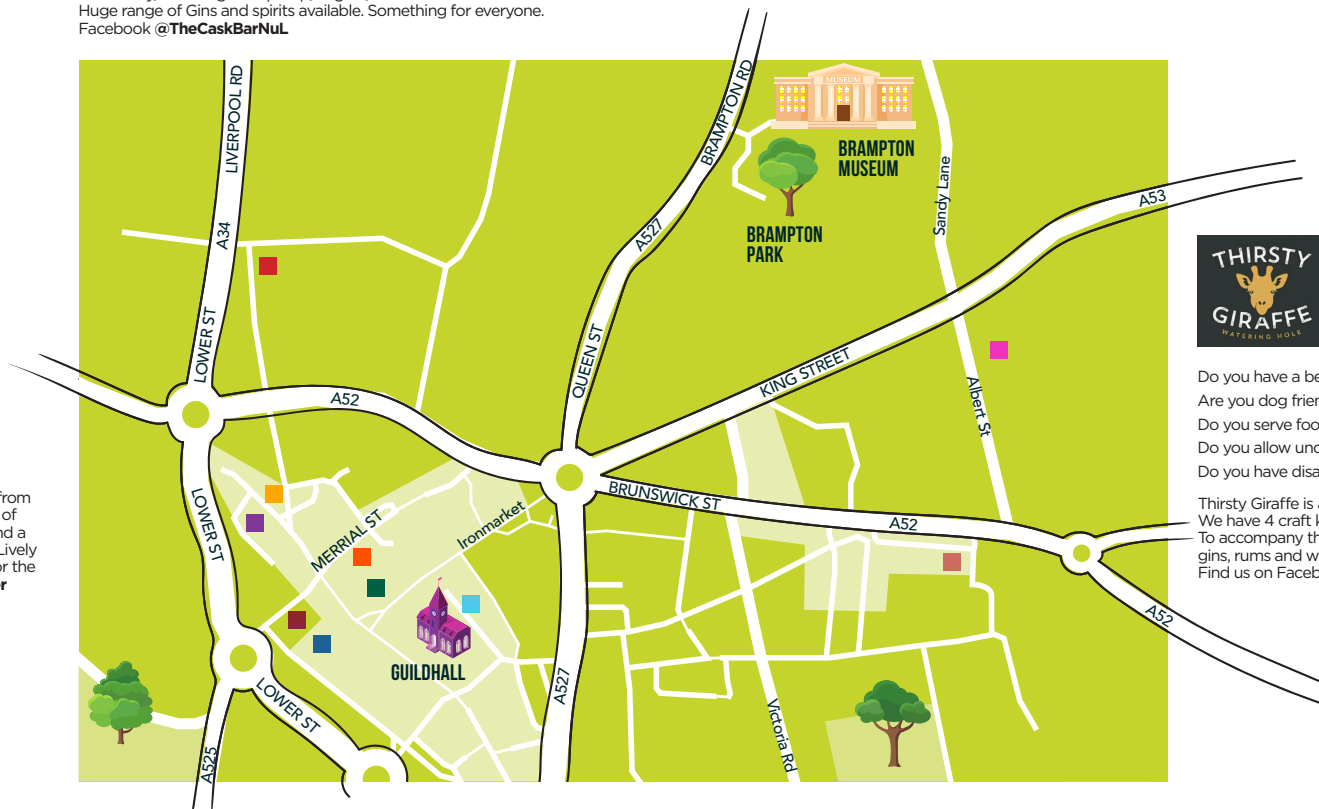 Huge range of Gins and spirits available. Something for everyone.
Facebook @TheCaskBarNuL
LIVERPOOL RD
A34
LOWER ST
BRAMPTON RD
A527
QUEEN ST
MUSEUM
BRAMPTON
MUSEUM
BRAMPTON
PARK
Sandy Lane
A53
KING STREET
Albert St
A52
BRUNSWICK ST
A52
A52
LOWER ST
MERRIAL ST
Ironmarket
GUILDHALL
A527
Victoria Rd
LOWER ST
A525
from
of
nd a
Lively
or the
er
THIRSTY
GIRAFFE
WATERING HOLE
Do you have a be
Are you dog frien
Do you serve foo
Do you allow und
Do you have disa
Thirsty Giraffe is a
We have 4 craft k
To accompany th
gins, rums and w
Find us on Faceb